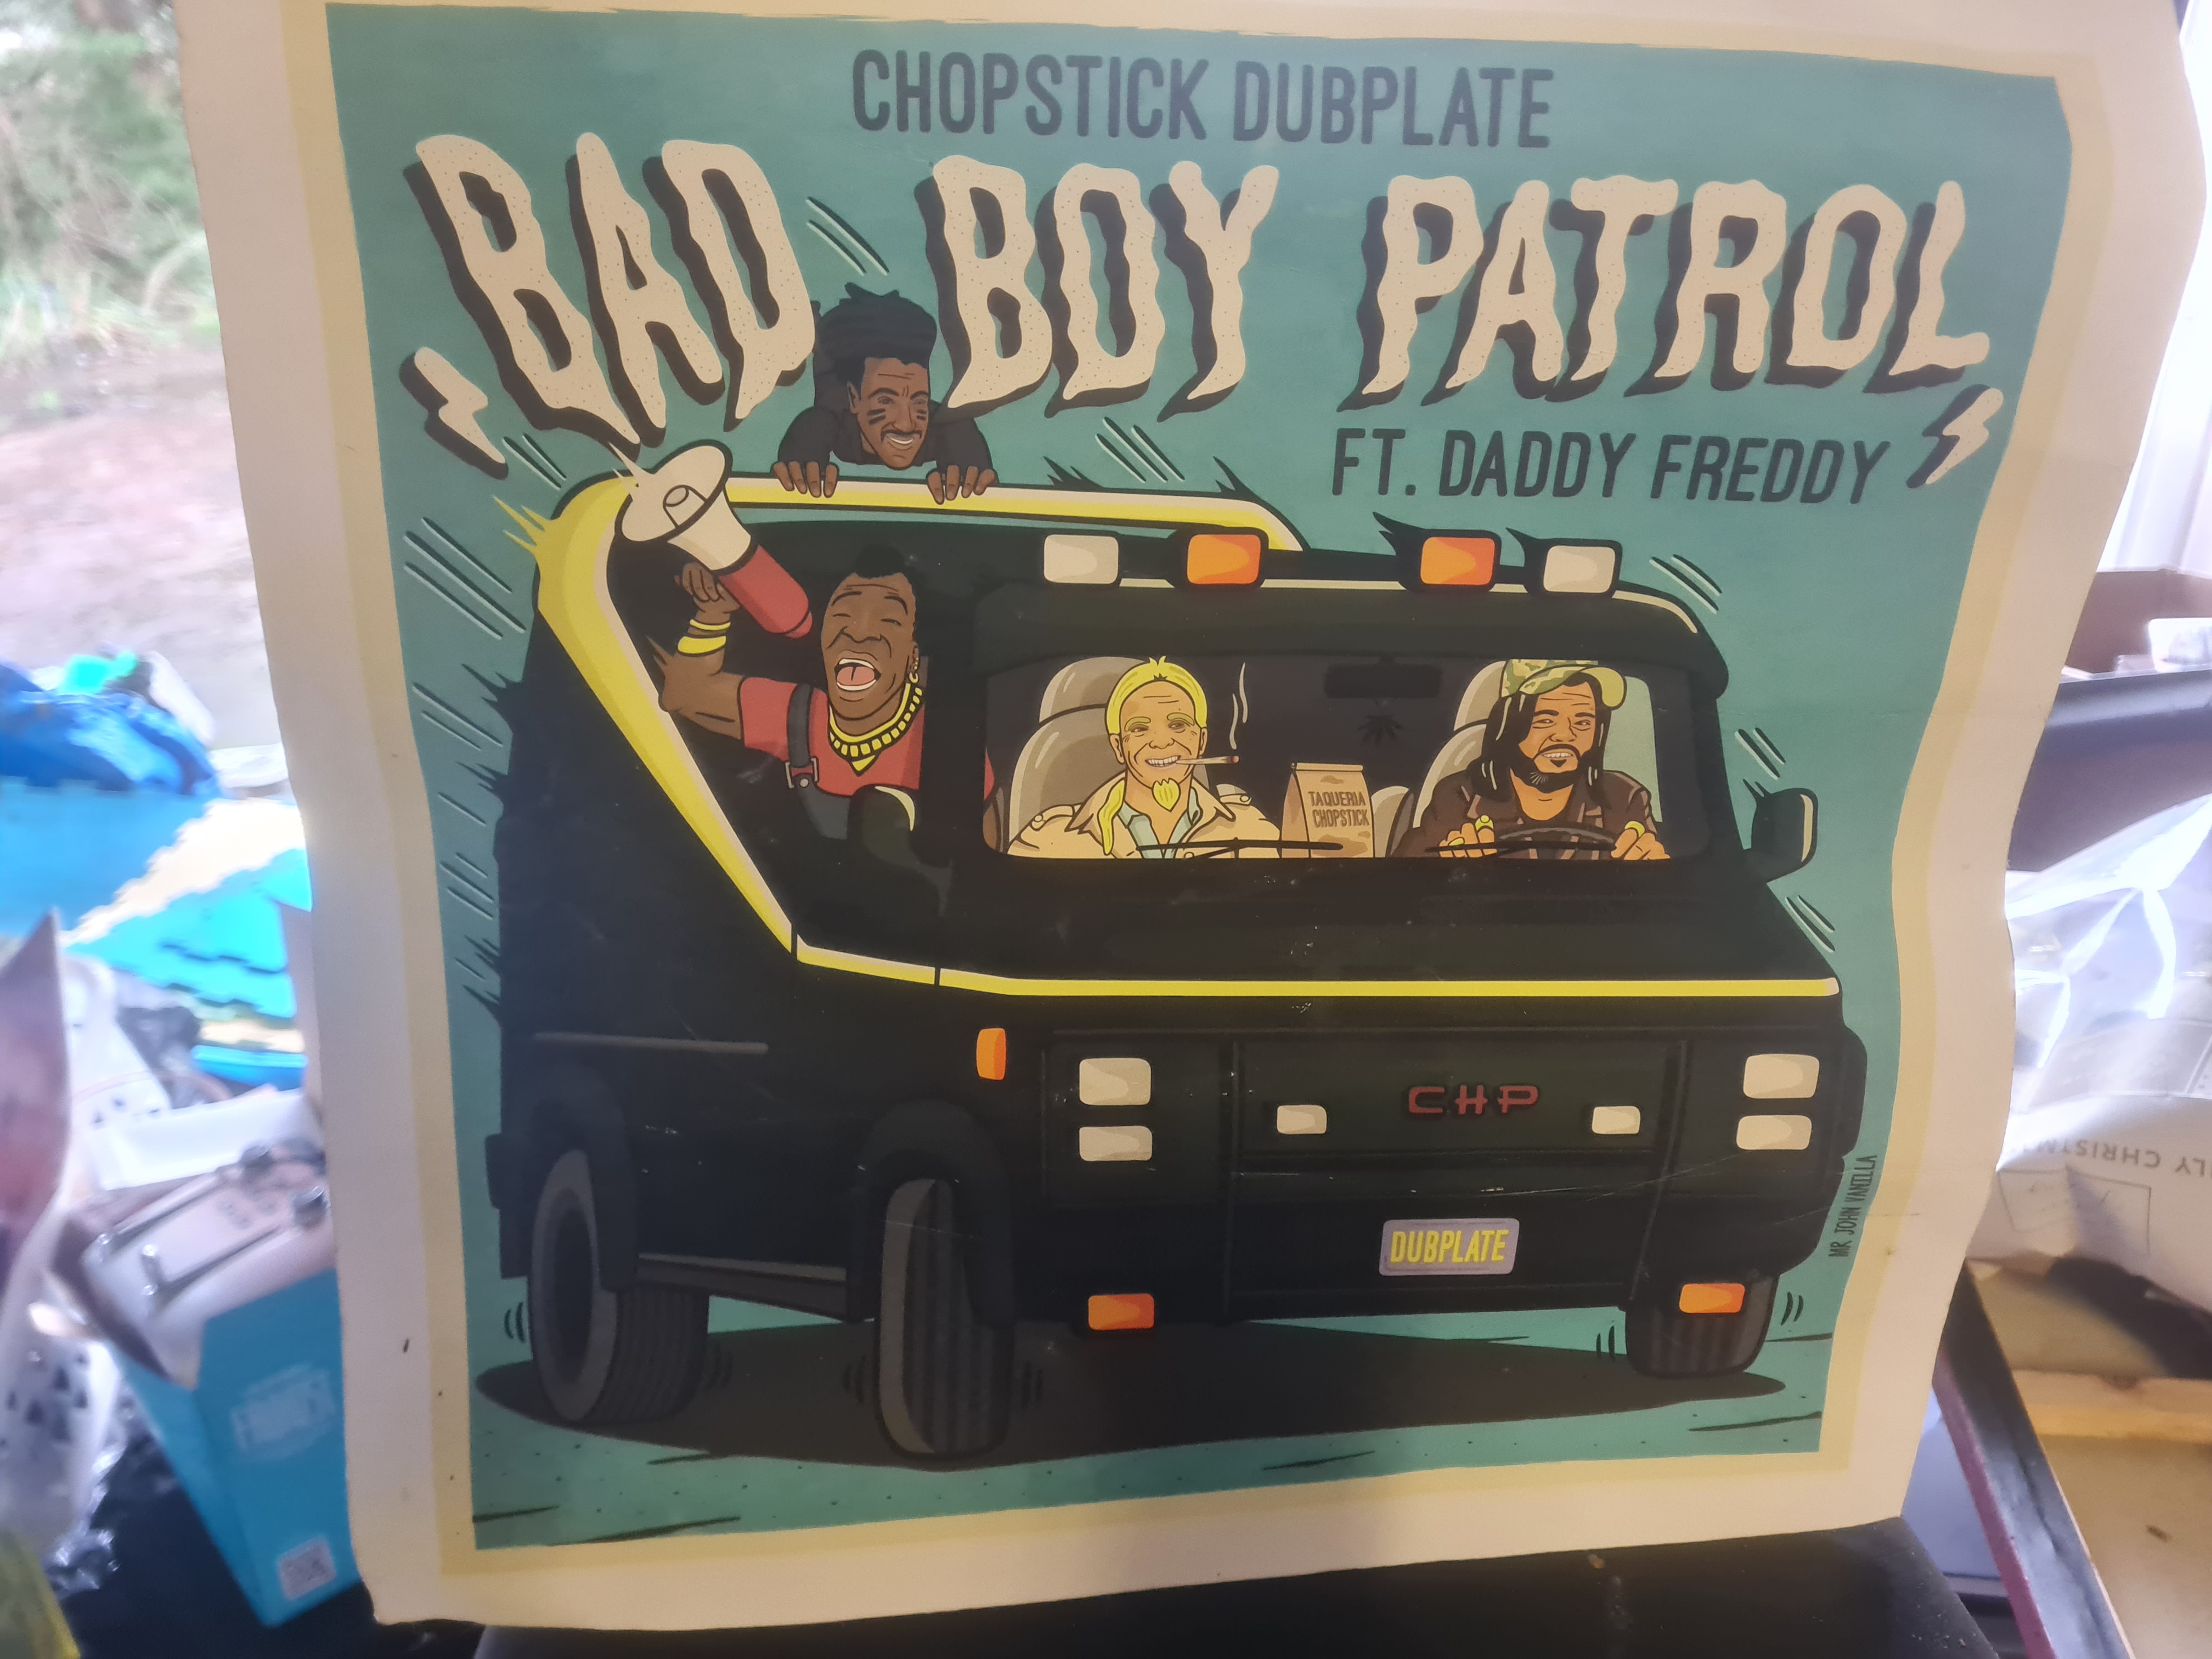 CHOPSTICK DUBPLATE
BAD BOY PATROL
FT. DADDY FREDDY
TAQUERIA
CHOPSTICK
CHP
DUBPLATE
MR JOHN VANILLA